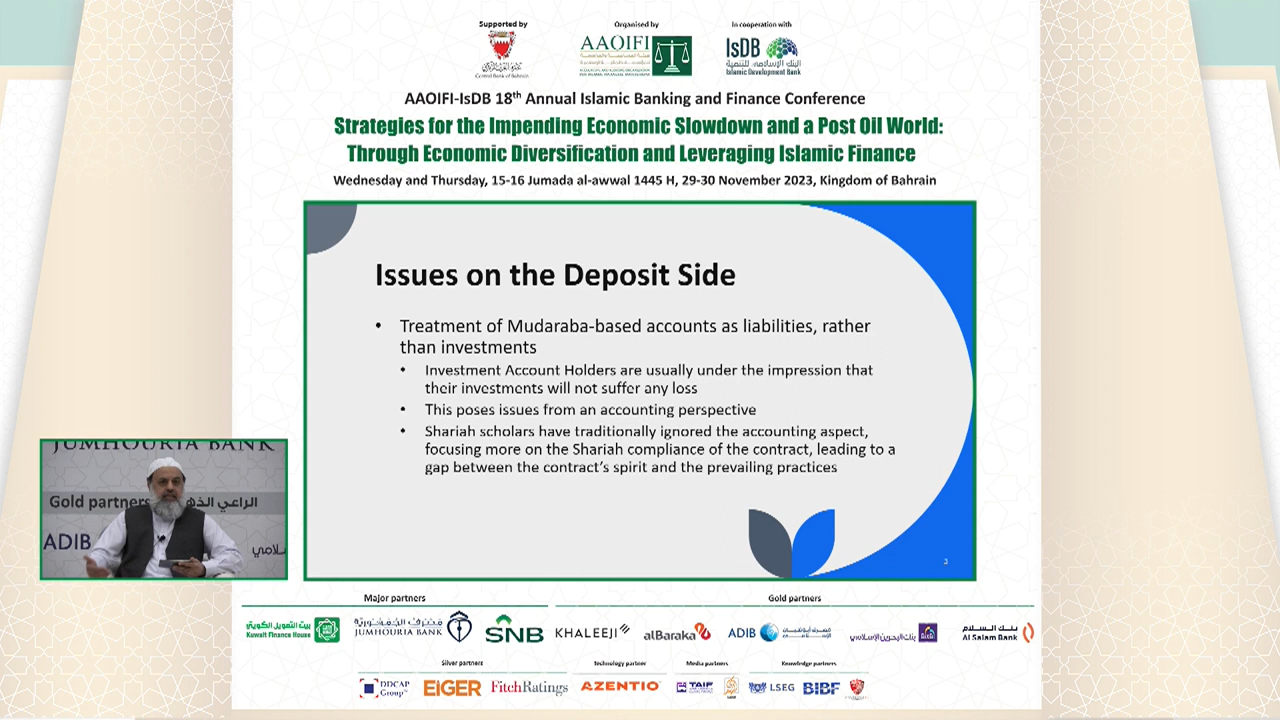 Supported by
Organised by
In cooperation with
AAOIFI
IsDB
البنك الإسلامي للتنمية
Islamic Development Bank
Central Bank of Bahrain
AAOIFI-IsDB 18th Annual Islamic Banking and Finance Conference
Strategies for the Impending Economic Slowdown and a Post Oil World:
Through Economic Diversification and Leveraging Islamic Finance
Wednesday and Thursday, 15-16 Jumada al-awwal 1445 H, 29-30 November 2023, Kingdom of Bahrain
Issues on the Deposit Side
• Treatment of Mudaraba-based accounts as liabilities, rather
than investments
• Investment Account Holders are usually under the impression that
their investments will not suffer any loss
• This poses issues from an accounting perspective
• Shariah scholars have traditionally ignored the accounting aspect,
focusing more on the Shariah compliance of the contract, leading to a
gap between the contract's spirit and the prevailing practices
3
JUMHOURIA BANK
Gold partners
ADIB
Major partners
Gold partners
بيت التمويل الكويتي
Kuwait Finance House
مصرف الجمهورية
JUMHOURIA BANK
SNB
KHALEEJI
alBaraka
ADIB
بنك البحرين الإسلامي
بنك السلام
Al Salam Bank
Silver partners
Technology partner
Media partners
Knowledge partners
DDCAP
Group™
EIGER
FitchRatings
AZENTIO
TAIF
LSEG
BIBF